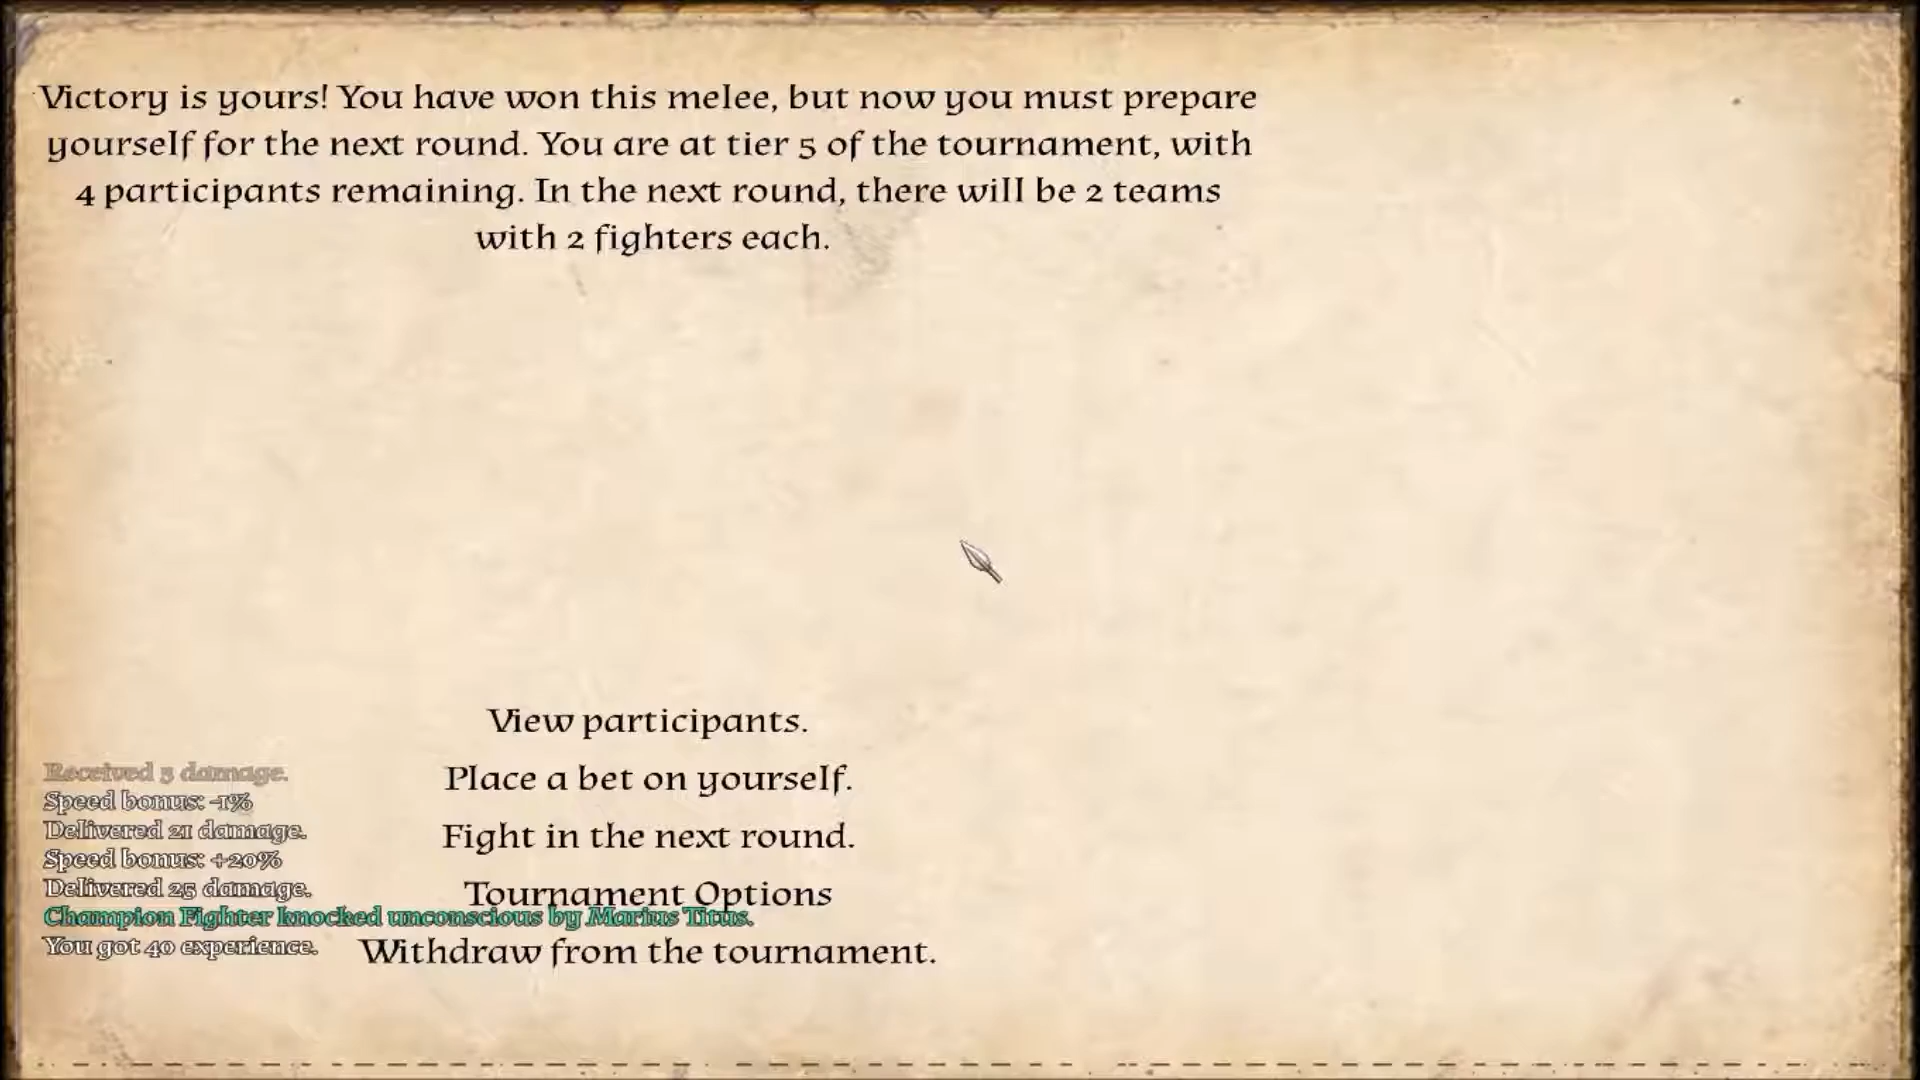 Victory is yours! You have won this melee, but now you must prepare
yourself for the next round. You are at tier 5 of the tournament, with
4 participants remaining. In the next round, there will be 2 teams
with 2 fighters each.
View participants.
Place a bet on yourself.
Fight in the next round.
Tournament Options
Withdraw from the tournament.
Received 3 damage.
Speed bonus: -1%
Delivered 21 damage.
Speed bonus: +20%
Delivered 25 damage.
Champion Fighter knocked unconscious by Marius Titus.
You got 40 experience.